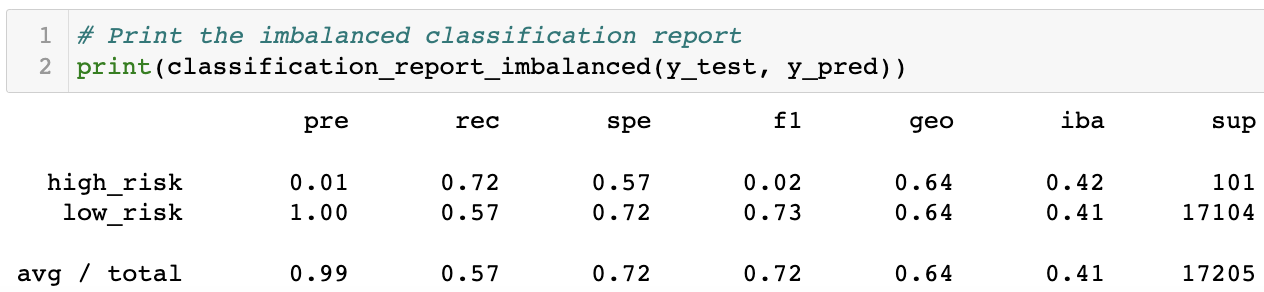 1 # Print the imbalanced classification report
2 print(classification_report_imbalanced(y_test, y_pred))
pre rec spe f1 geo iba sup
high_risk 0.01 0.72 0.57 0.02 0.64 0.42 101
low_risk 1.00 0.57 0.72 0.73 0.64 0.41 17104
avg / total 0.99 0.57 0.72 0.72 0.64 0.41 17205